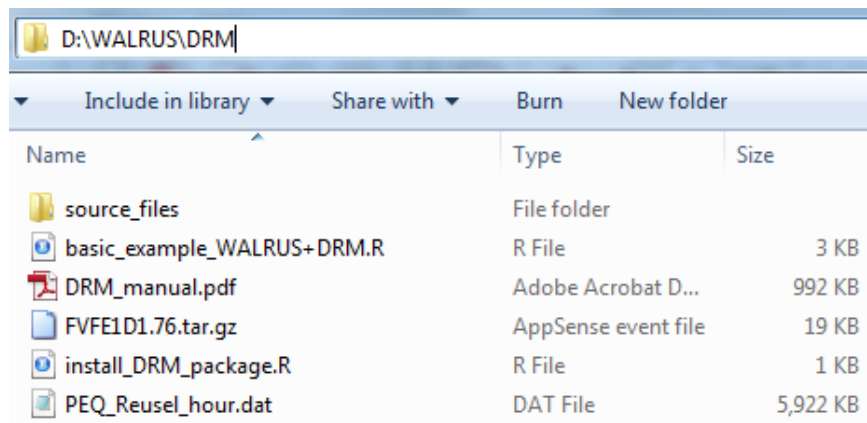 D:\WALRUS\DRM
Include in library Share with Burn New folder
Name Type Size
source_files File folder
basic_example_WALRUS+DRM.R R File 3 KB
DRM_manual.pdf Adobe Acrobat D... 992 KB
FVFE1D1.76.tar.gz AppSense event file 19 KB
install_DRM_package.R R File 1 KB
PEQ_Reusel_hour.dat DAT File 5,922 KB